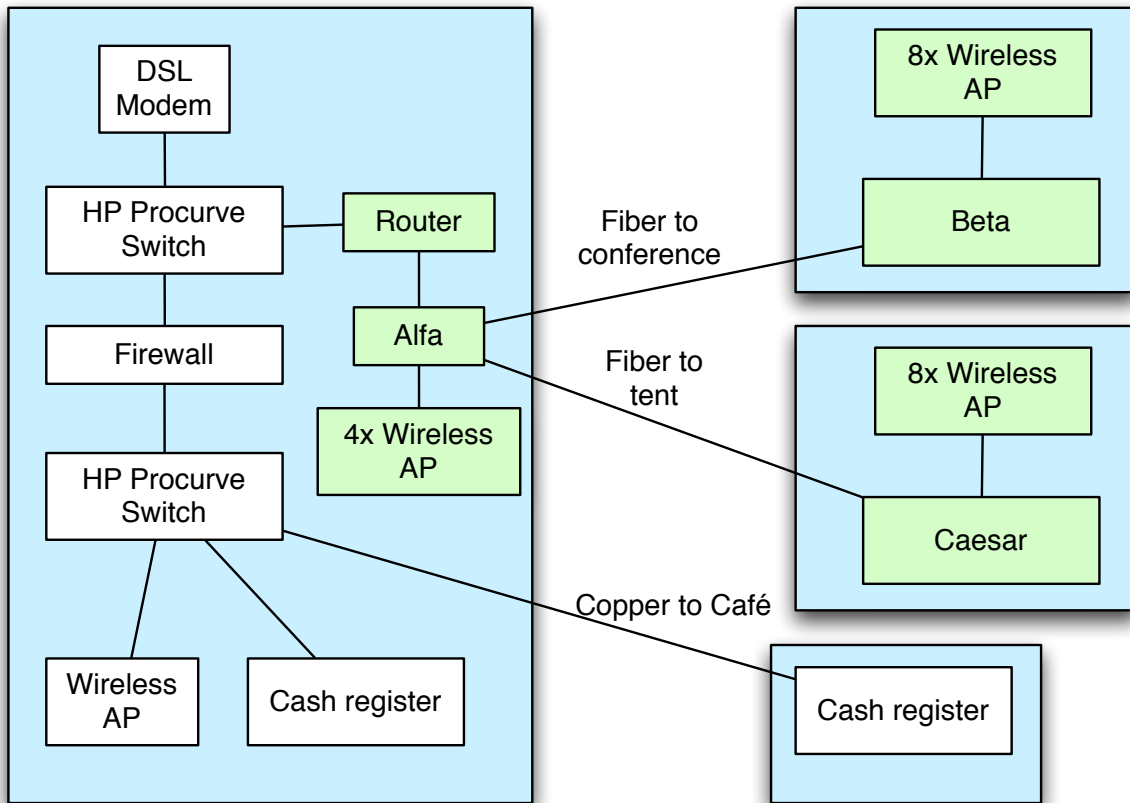 DSL
Modem
HP Procurve
Switch
Router
Firewall
Alfa
4x Wireless
AP
HP Procurve
Switch
Wireless
AP
Cash register
Fiber to
conference
Fiber to
tent
Copper to Café
8x Wireless
AP
Beta
8x Wireless
AP
Caesar
Cash register